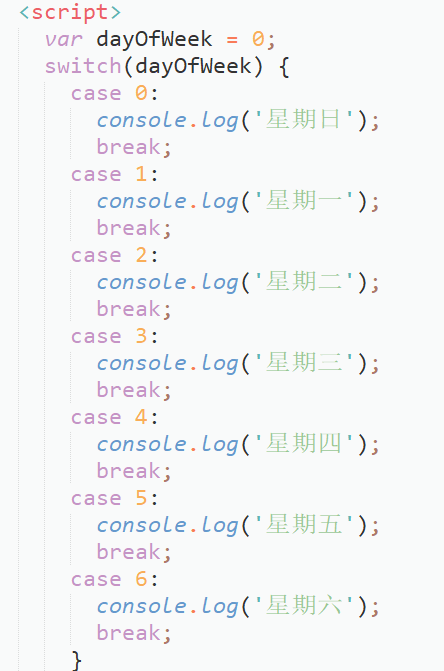 <script>
var dayOfWeek = 0;
switch(dayOfWeek) {
case 0:
console.log('星期日');
break;
case 1:
console.log('星期一');
break;
case 2:
console.log('星期二');
break;
case 3:
console.log('星期三');
break;
case 4:
console.log('星期四');
break;
case 5:
console.log('星期五');
break;
case 6:
console.log('星期六');
break;
}